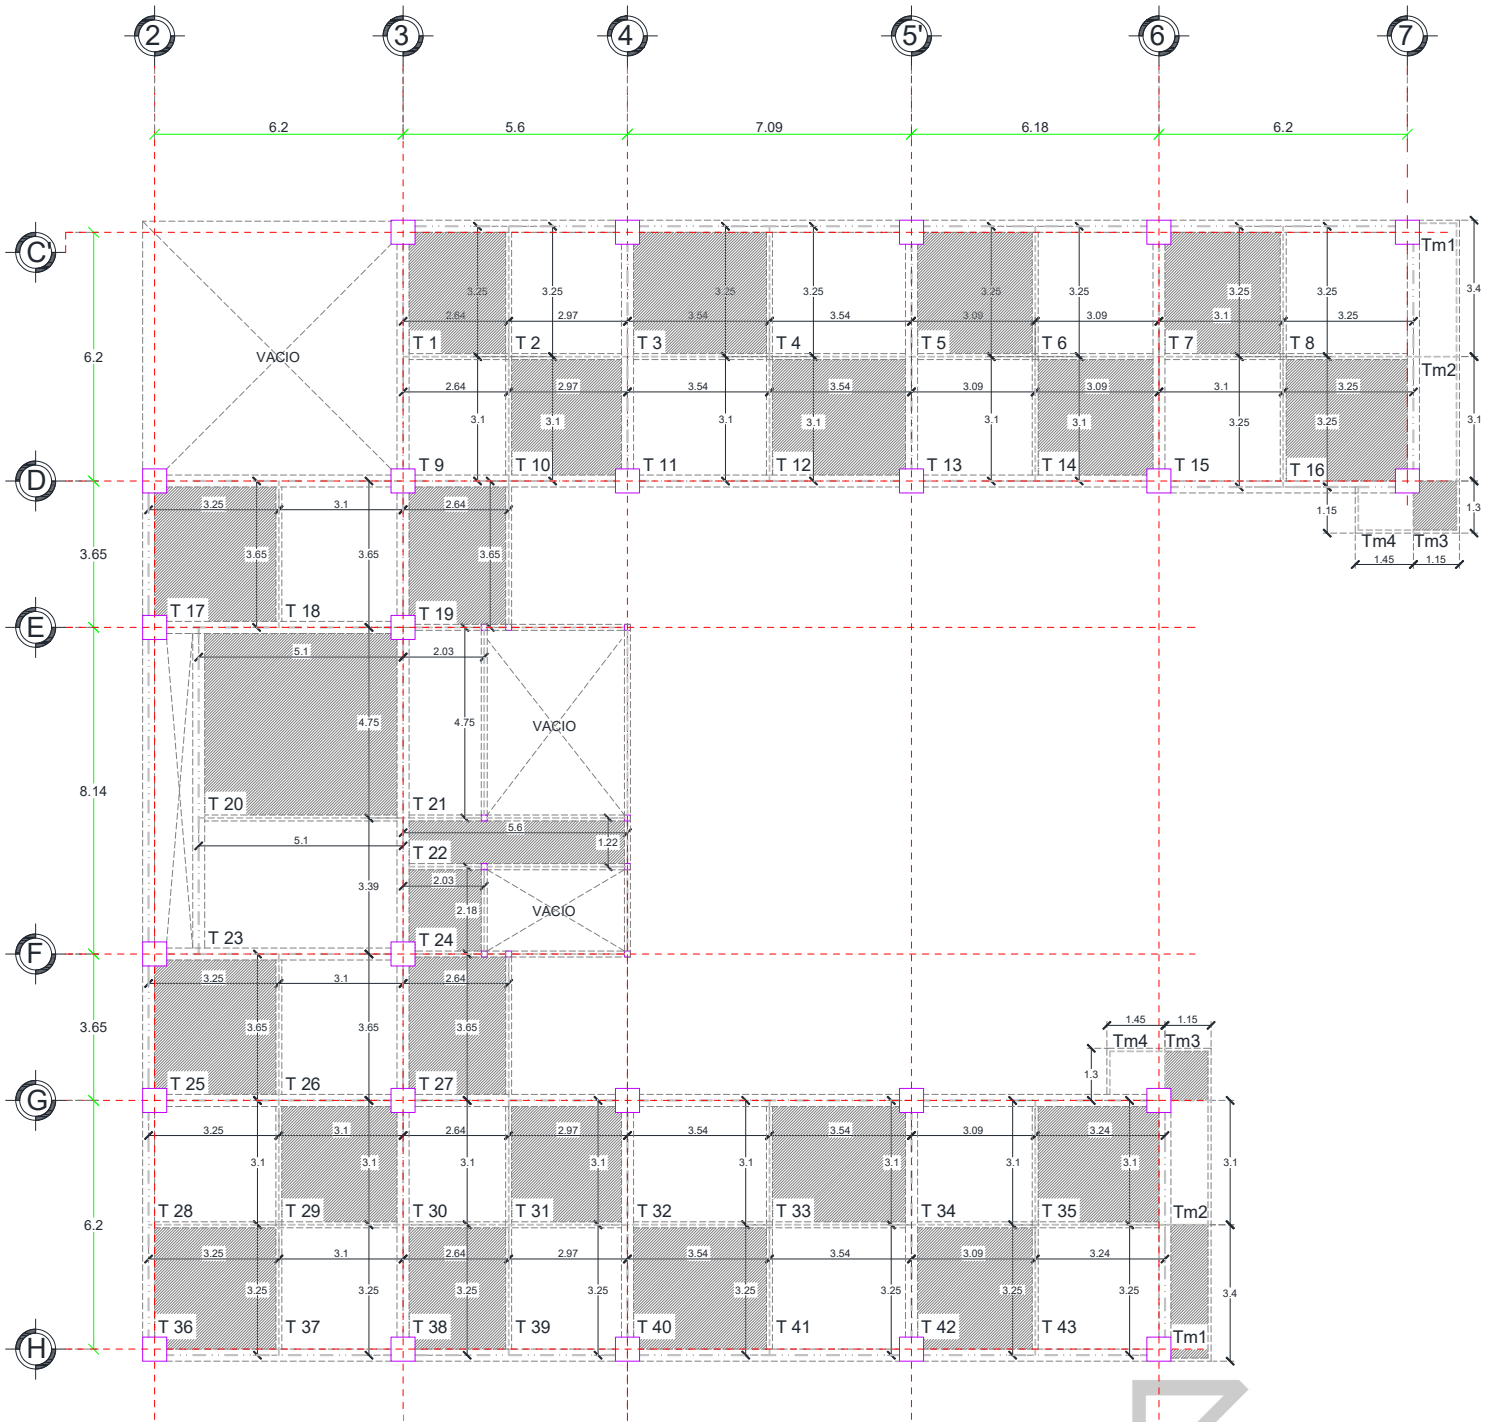 2 3 4 5' 6 7
6.2 5.6 7.09 6.18 6.2
C'
Tm1
3.25 3.25 3.25 3.25 3.25 3.25 3.25 3.25 3.4
2.64 2.97 3.54 3.54 3.09 3.09 3.1 3.25
T 1 T 2 T 3 T 4 T 5 T 6 T 7 T 8
6.2 VACIO
Tm2
2.64 2.97 3.54 3.54 3.09 3.09 3.1 3.25
3.1 3.1 3.1 3.1 3.1 3.1 3.25 3.25 3.1
T 9 T 10 T 11 T 12 T 13 T 14 T 15 T 16
D
3.25 3.1 2.64
1.15 1.3
Tm4 Tm3
1.45 1.15
3.65 3.65 3.65 3.65
T 17 T 18 T 19
E
5.1 2.03
4.75 4.75 VACIO
8.14
T 20 T 21
5.6
5.1 T 22 1.22
3.39 2.03
2.18 VACIO
T 23 T 24
F
3.25 3.1 2.64
3.65 3.65 3.65 3.65
1.45 1.15
Tm4 Tm3
1.3
T 25 T 26 T 27
G
3.25 3.1 2.64 2.97 3.54 3.54 3.09 3.24
3.1 3.1 3.1 3.1 3.1 3.1 3.1 3.1 3.1
T 28 T 29 T 30 T 31 T 32 T 33 T 34 T 35 Tm2
6.2
3.25 3.1 2.64 2.97 3.54 3.54 3.09 3.24
3.25 3.25 3.25 3.25 3.25 3.25 3.25 3.25 3.4
T 36 T 37 T 38 T 39 T 40 T 41 T 42 T 43 Tm1
H